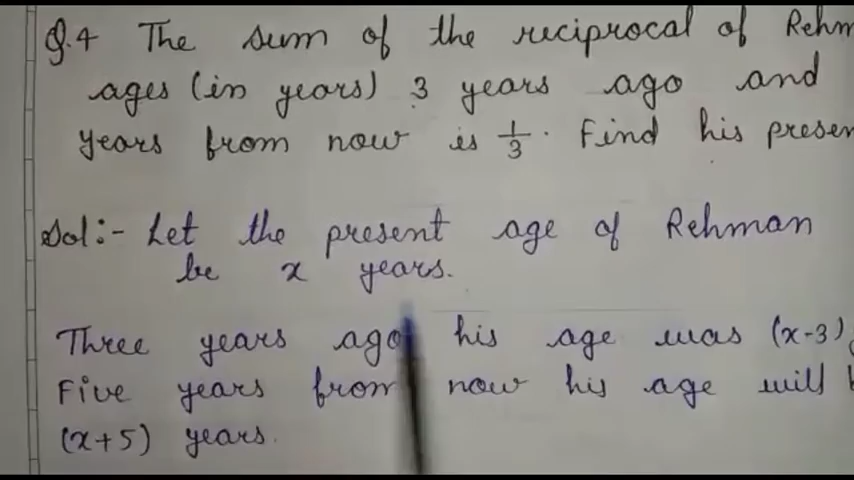 Q.4 The sum of the reciprocal of Rehm
ages (in years) 3 years ago and
years from now is 1/3. Find his presen
Sol:- Let the present age of Rehman
be x years.
Three years ago his age was (x-3)
Five years from now his age will
(x+5) years.